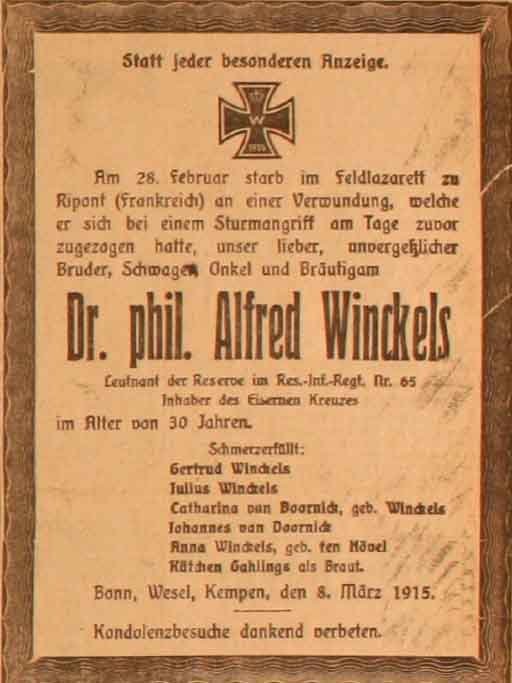 Statt jeder besonderen Anzeige.
W
1914
Am 28. Februar starb im Feldlazarett zu
Ripont (Frankreich) an einer Verwundung, welche
er sich bei einem Sturmangriff am Tage zuvor
zugezogen hatte, unser lieber, unvergeßlicher
Bruder, Schwager, Onkel und Bräutigam
Dr. phil. Alfred Winckels
Leutnant der Reserve im Res.-Inf.-Regt. Nr. 65
Inhaber des Eisernen Kreuzes
im Alter von 30 Jahren.
Schmerzerfüllt:
Gertrud Winckels
Julius Winckels
Catharina van Doornick, geb. Winckels
Johannes van Doornick
Anna Winckels, geb. ten Hövel
Kätchen Gahlings als Braut.
Bonn, Wesel, Kempen, den 8. März 1915.
Kondolenzbesuche dankend verbeten.